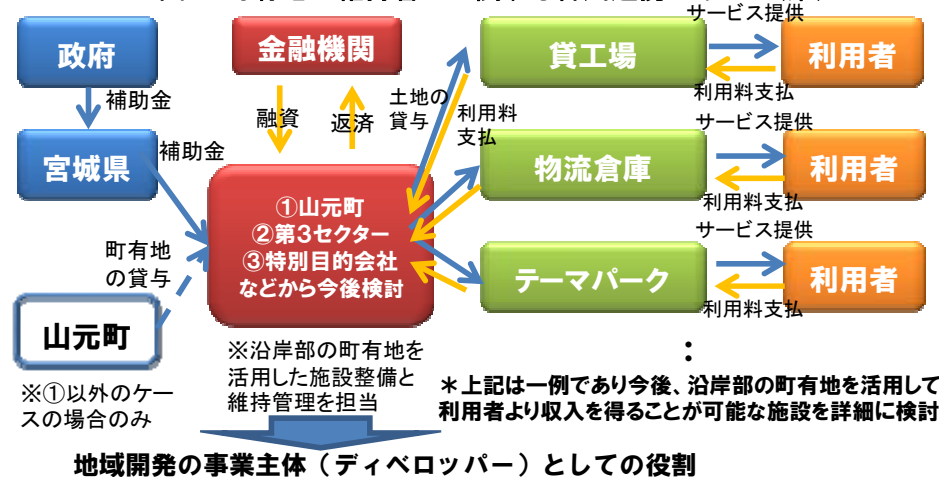 サービス提供
政府
金融機関
貸工場
利用者
補助金
融資
返済
土地の
貸与
利用料
支払
利用料支払
サービス提供
宮城県
補助金
①山元町
②第3セクター
③特別目的会社
などから今後検討
物流倉庫
利用者
利用料支払
サービス提供
町有地
の貸与
テーマパーク
利用者
利用料支払
山元町
※①以外のケー
スの場合のみ
※沿岸部の町有地を
活用した施設整備と
維持管理を担当
:
*上記は一例であり今後、沿岸部の町有地を活用して
利用者より収入を得ることが可能な施設を詳細に検討
地域開発の事業主体(ディベロッパー)としての役割